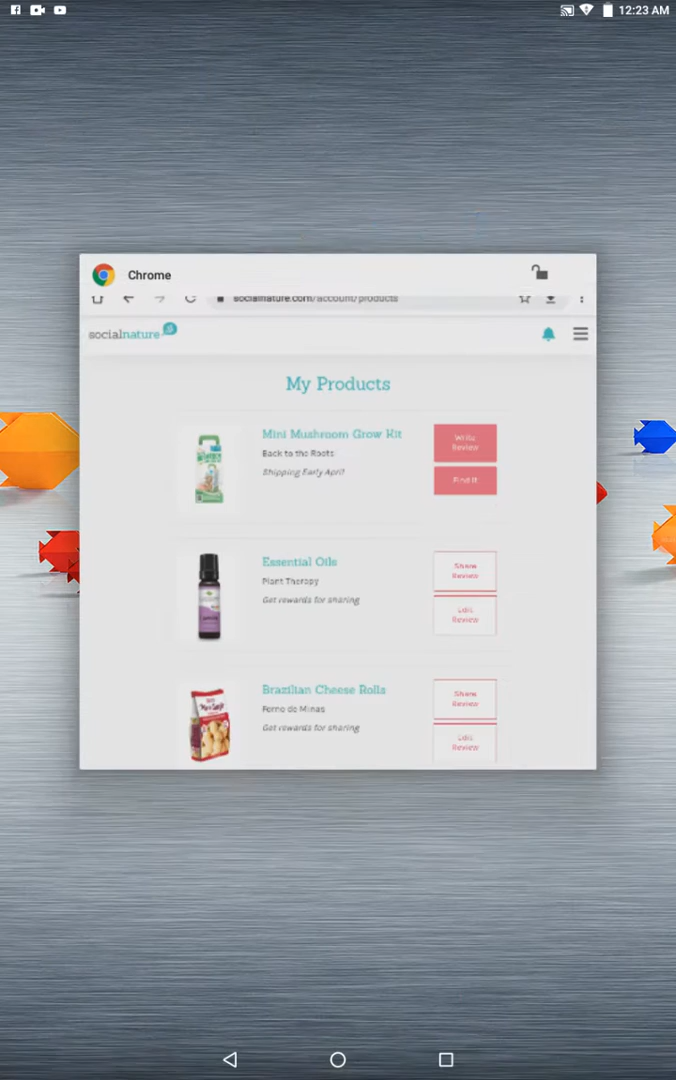 12:23 AM
Chrome
socialnature.com/account/products
socialnature
My Products
Mini Mushroom Grow Kit
Back to the Roots
Shipping Early April
Write
Review
Find It
Essential Oils
Plant Therapy
Get rewards for sharing
Share
Review
Edit
Review
Brazilian Cheese Rolls
Forno de Minas
Get rewards for sharing
Share
Review
Edit
Review